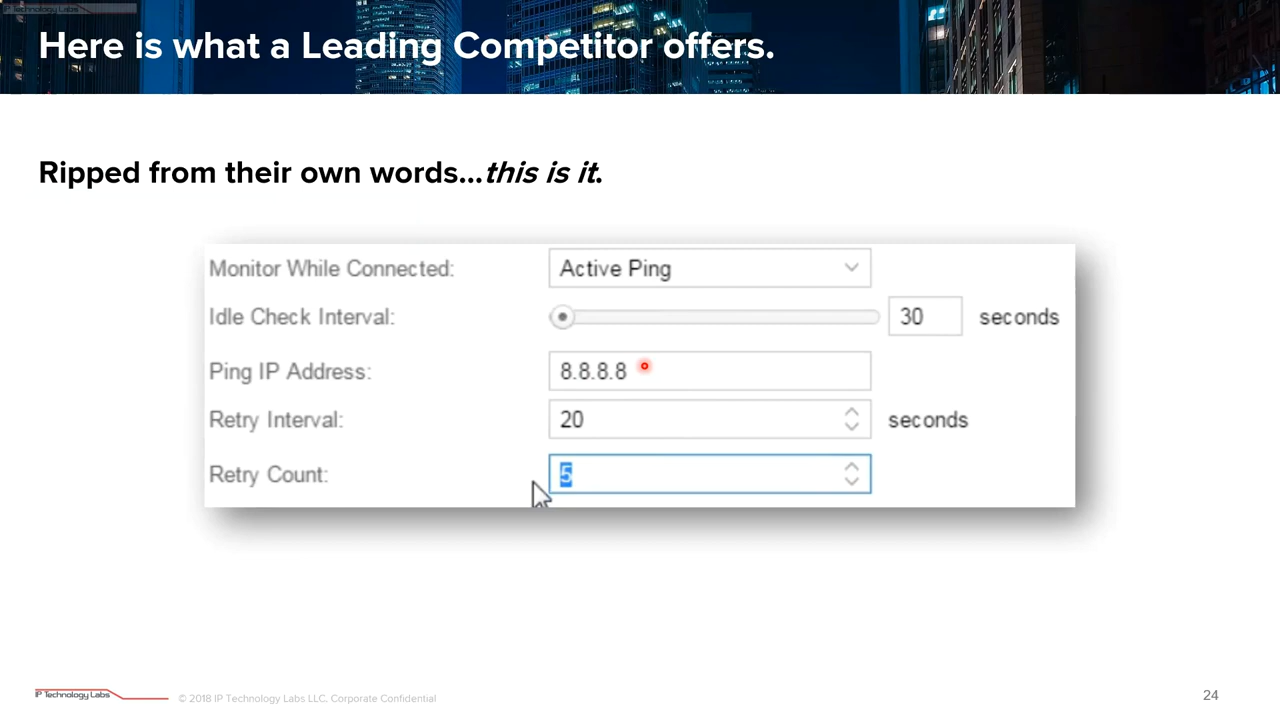 Technology Labs
Here is what a Leading Competitor offers.
Ripped from their own words...this is it.
Monitor While Connected: Active Ping
Idle Check Interval: 30 seconds
Ping IP Address: 8.8.8.8
Retry Interval: 20 seconds
Retry Count: 5
IP Technology Labs © 2018 IP Technology Labs LLC. Corporate Confidential 24